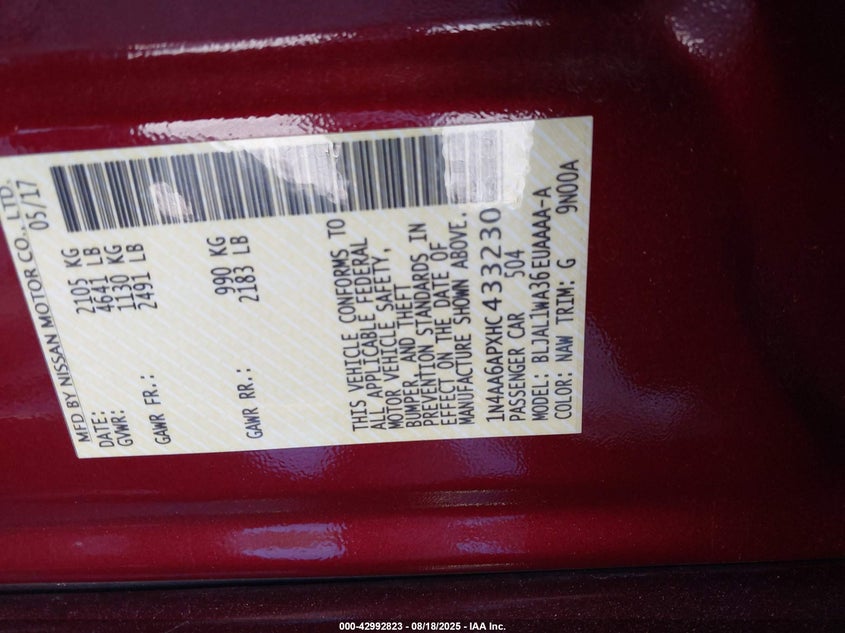 MFD BY NISSAN MOTOR CO., LTD.
DATE: 05/17
GVWR: 2105 KG
4641 LB
GAWR FR.: 1130 KG
2491 LB
GAWR RR.: 990 KG
2183 LB
THIS VEHICLE CONFORMS TO
ALL APPLICABLE FEDERAL
MOTOR VEHICLE SAFETY,
BUMPER, AND THEFT
PREVENTION STANDARDS IN
EFFECT ON THE DATE OF
MANUFACTURE SHOWN ABOVE.
1N4AA6APXHC433230
PASSENGER CAR 504
MODEL: BLJAL1WA36EUAAAA-A
COLOR: NAW TRIM: G 9N00A
000-42992823 - 08/18/2025 - IAA Inc.